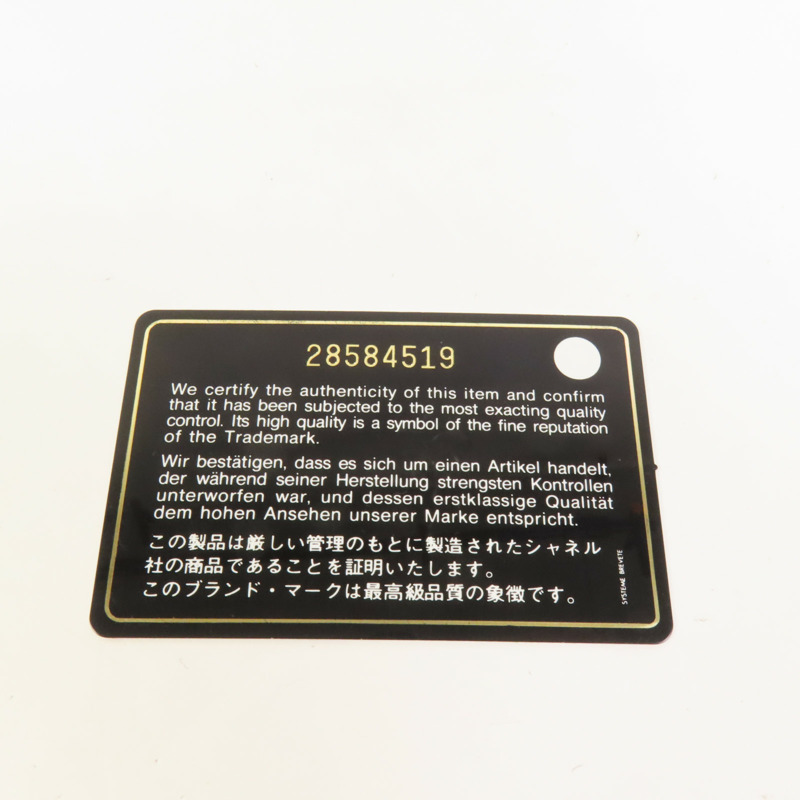 28584519
We certify the authenticity of this item and confirm
that it has been subjected to the most exacting quality
control. Its high quality is a symbol of the fine reputation
of the Trademark.
Wir bestätigen, dass es sich um einen Artikel handelt,
der während seiner Herstellung strengsten Kontrollen
unterworfen war, und dessen erstklassige Qualität
dem hohen Ansehen unserer Marke entspricht.
この製品は厳しい管理のもとに製造されたシャネル
社の商品であることを証明いたします。
このブランド・マークは最高級品質の象徴です。
SYSTEME BREVETE